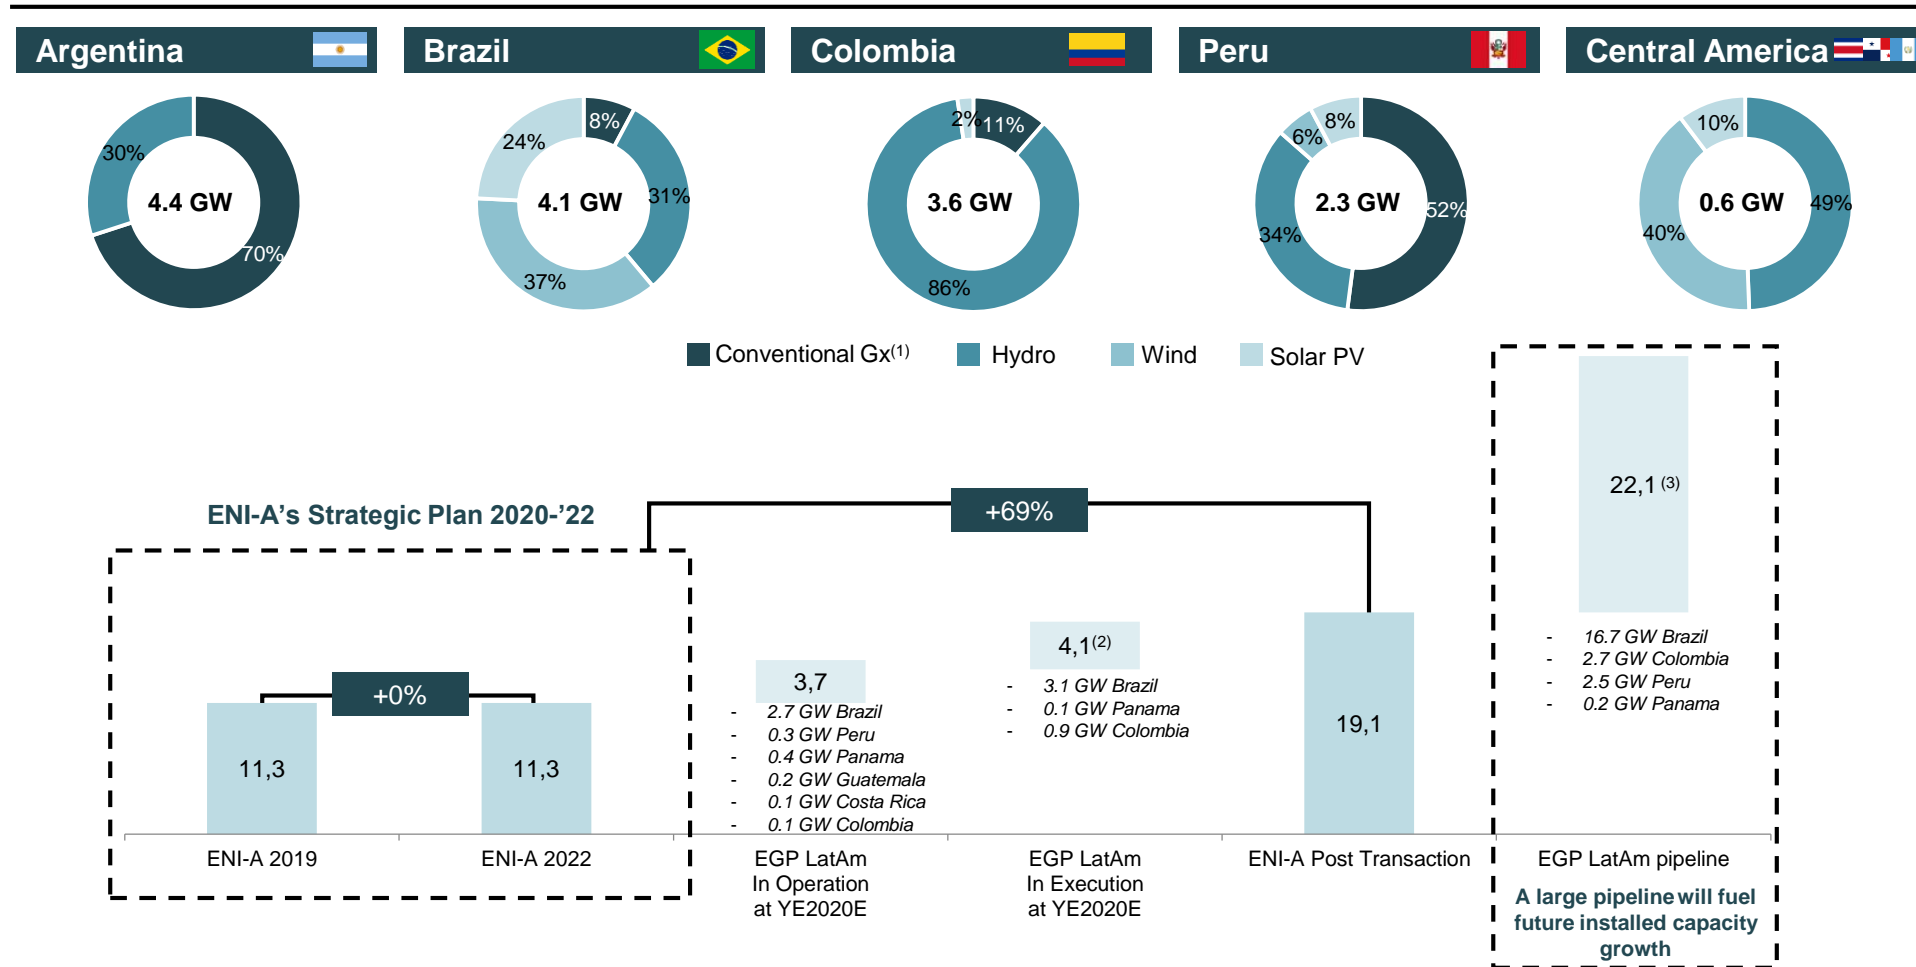 Argentina
Brazil
Colombia
Peru
Central America
30%
4.4 GW
70%
8%
24%
31%
4.1 GW
37%
2%
11%
3.6 GW
86%
8%
6%
52%
2.3 GW
34%
10%
49%
0.6 GW
40%
Conventional Gx(1)
Hydro
Wind
Solar PV
ENI-A's Strategic Plan 2020-'22
+69%
22,1 (3)
+0%
11,3
11,3
3,7
- 2.7 GW Brazil
- 0.3 GW Peru
- 0.4 GW Panama
- 0.2 GW Guatemala
- 0.1 GW Costa Rica
- 0.1 GW Colombia
4,1(2)
- 3.1 GW Brazil
- 0.1 GW Panama
- 0.9 GW Colombia
19,1
- 16.7 GW Brazil
- 2.7 GW Colombia
- 2.5 GW Peru
- 0.2 GW Panama
ENI-A 2019
ENI-A 2022
EGP LatAm
In Operation
at YE2020E
EGP LatAm
In Execution
at YE2020E
ENI-A Post Transaction
EGP LatAm pipeline
A large pipeline will fuel
future installed capacity
growth